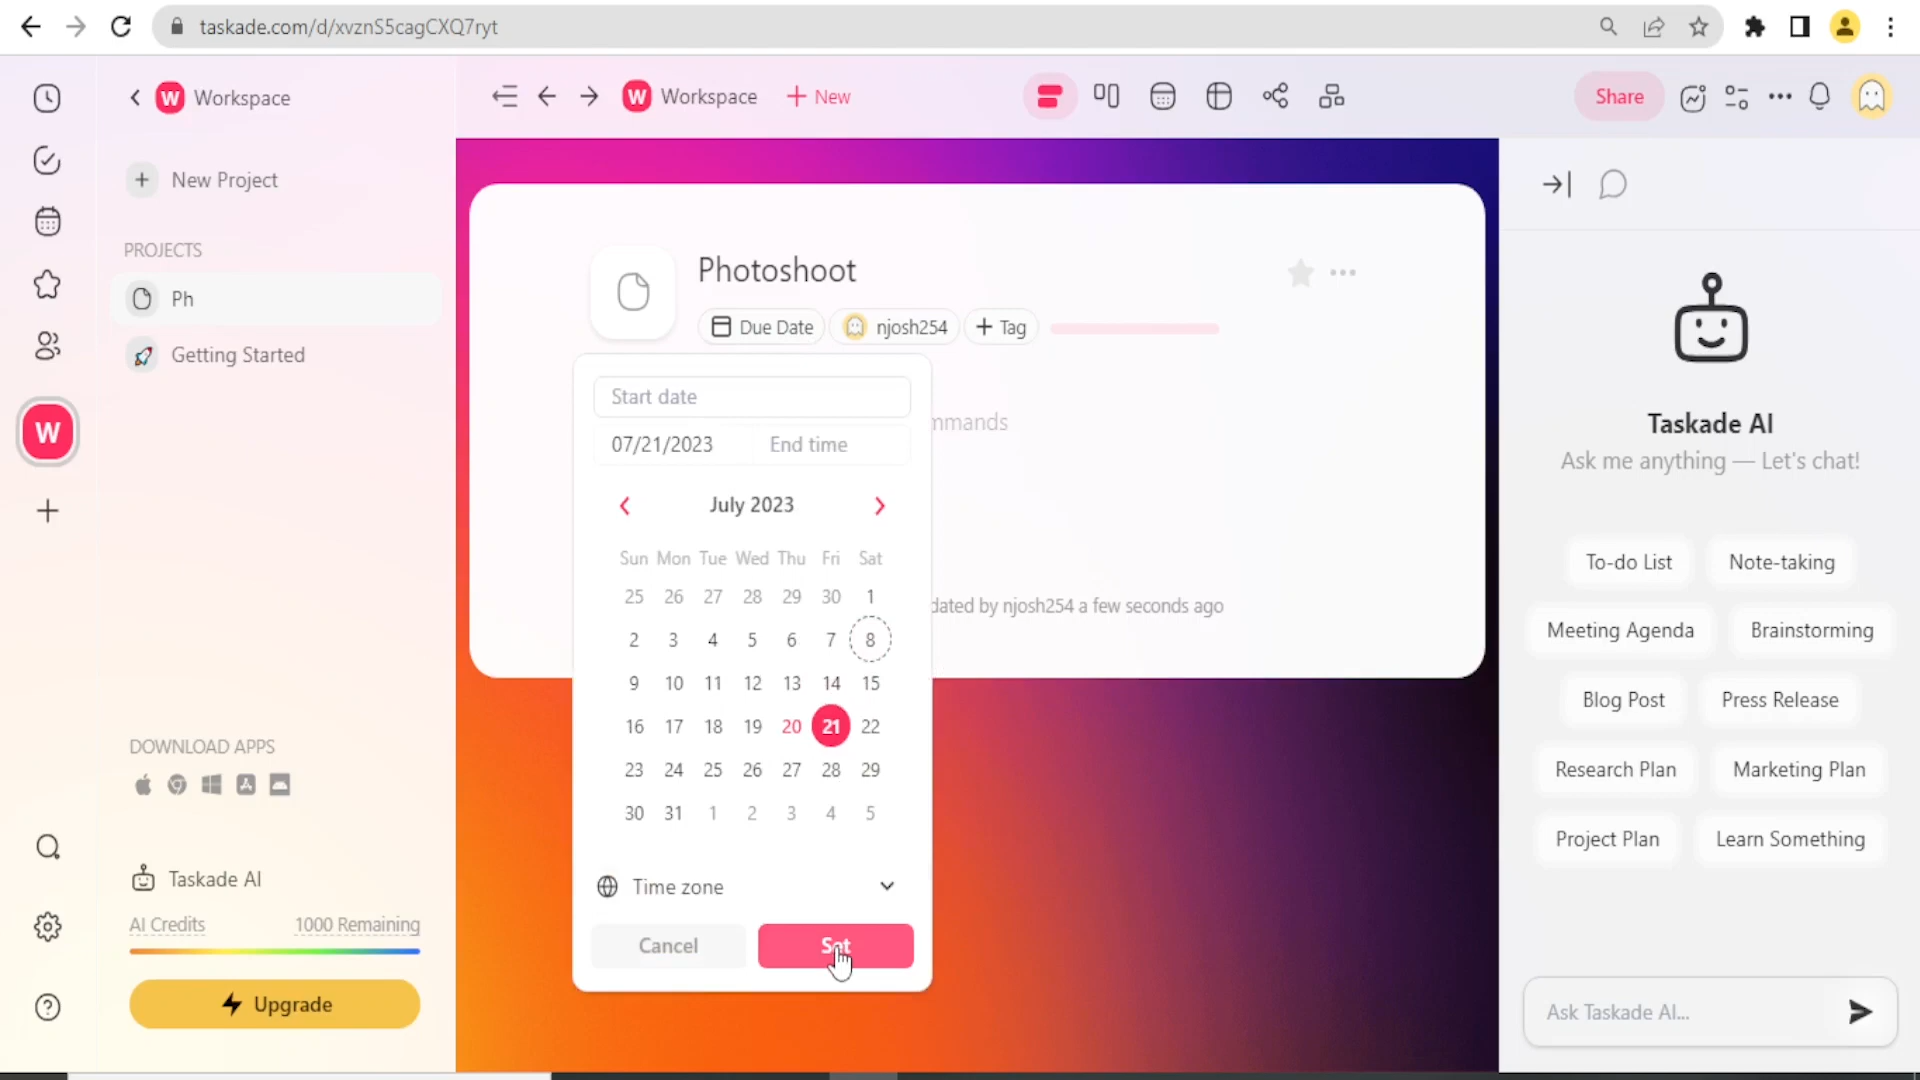 taskade.com/d/xvznS5cagCXQ7ryt
W Workspace
New Project
PROJECTS
Ph
Getting Started
W
DOWNLOAD APPS
Taskade AI
AI Credits 1000 Remaining
Upgrade
W Workspace + New
Share
Photoshoot
Due Date njosh254 + Tag
mmands
dated by njosh254 a few seconds ago
Start date
07/21/2023 End time
July 2023
Sun Mon Tue Wed Thu Fri Sat
25 26 27 28 29 30 1
2 3 4 5 6 7 8
9 10 11 12 13 14 15
16 17 18 19 20 21 22
23 24 25 26 27 28 29
30 31 1 2 3 4 5
Time zone
Cancel Set
Taskade AI
Ask me anything — Let's chat!
To-do List Note-taking
Meeting Agenda Brainstorming
Blog Post Press Release
Research Plan Marketing Plan
Project Plan Learn Something
Ask Taskade AI...